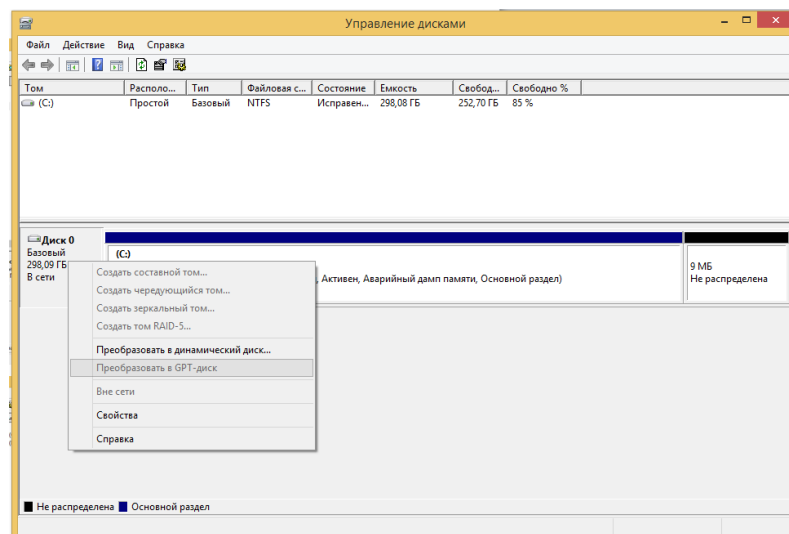 Управление дисками
Файл Действие Вид Справка
Том Располо... Тип Файловая с... Состояние Емкость Свобод... Свободно %
(C:) Простой Базовый NTFS Исправен... 298,08 ГБ 252,70 ГБ 85 %
Диск 0
Базовый
298,09 ГБ
В сети
(C:)
, Активен, Аварийный дамп памяти, Основной раздел)
9 МБ
Не распределена
Создать составной том...
Создать чередующийся том...
Создать зеркальный том...
Создать том RAID-5...
Преобразовать в динамический диск...
Преобразовать в GPT-диск
Вне сети
Свойства
Справка
Не распределена Основной раздел